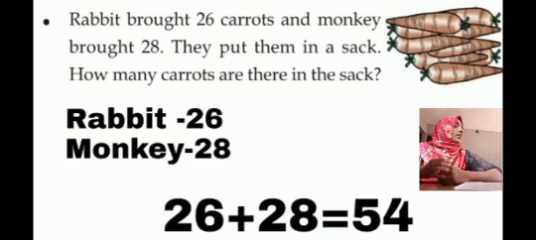 • Rabbit brought 26 carrots and monkey
brought 28. They put them in a sack.
How many carrots are there in the sack?
Rabbit -26
Monkey-28
26+28=54